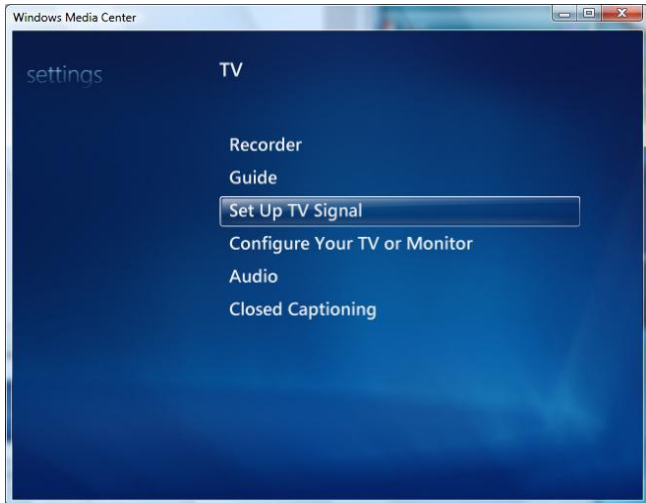 Windows Media Center
settings
TV
Recorder
Guide
Set Up TV Signal
Configure Your TV or Monitor
Audio
Closed Captioning